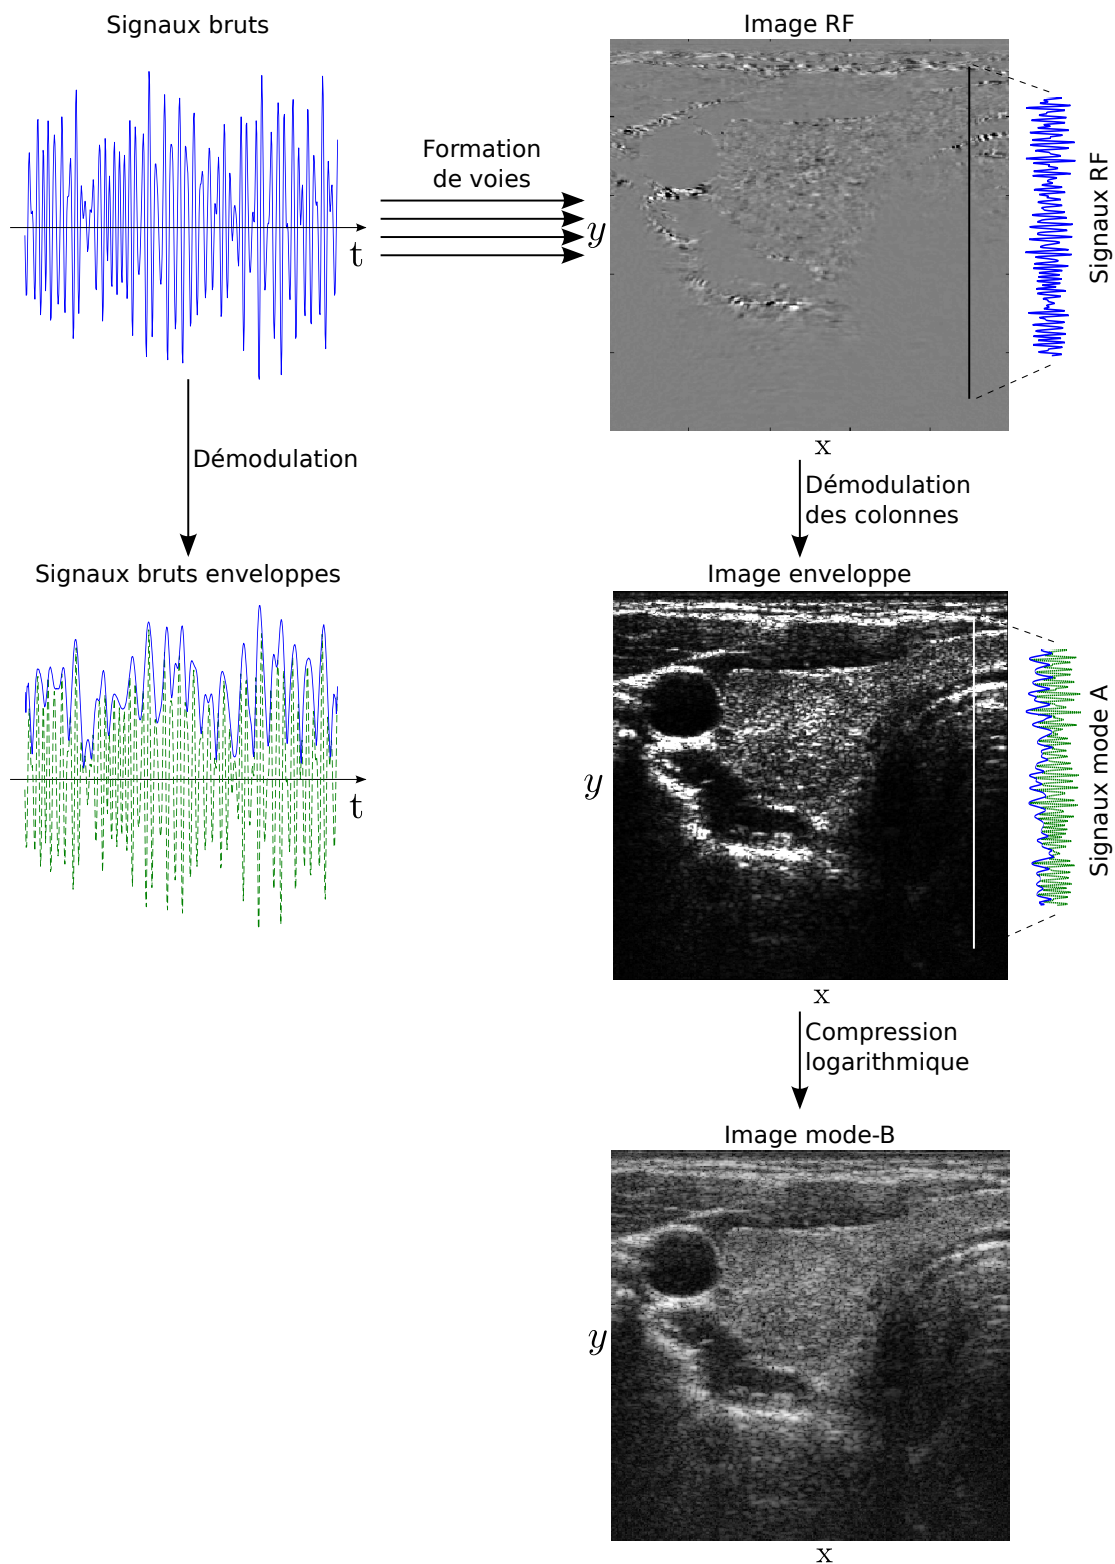 Signaux bruts
Image RF
Formation
de voies
t
y
Signaux RF
x
Démodulation
Démodulation
des colonnes
Signaux bruts enveloppes
Image enveloppe
t
y
Signaux mode A
x
Compression
logarithmique
Image mode-B
y
x